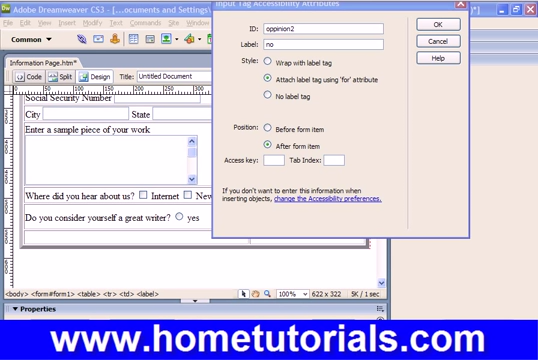 Adobe Dreamweaver CS3 - [...ocuments and Settings\
Input Tag Accessibility Attributes
File Edit View Insert Modify Text Commands Site Window
Common
Information Page.htm*
Code Split Design Title: Untitled Document
Social Security Number
City State
Enter a sample piece of your work
Where did you hear about us? Internet New
Do you consider yourself a great writer? yes
<body> <form#form1> <table> <tr> <td> <label>
100% 622 x 322 5K / 1 sec
Properties
ID: oppinion2
Label: no
Style: Wrap with label tag
Attach label tag using 'for' attribute
No label tag
Position: Before form item
After form item
Access key: Tab Index:
If you don't want to enter this information when
inserting objects, change the Accessibility preferences.
OK
Cancel
Help
www.hometutorials.com